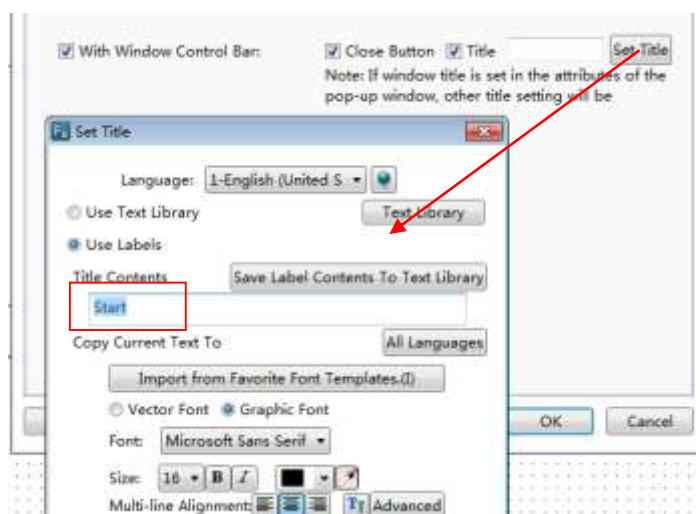 With Window Control Bar: Close Button Title Set Title
Note: If window title is set in the attributes of the
pop-up window, other title setting will be
Set Title
Language: 1-English (United S
Use Text Library Text Library
Use Labels
Title Contents Save Label Contents To Text Library
Start
Copy Current Text To All Languages
Import from Favorite Font Templates.(I)
Vector Font Graphic Font
OK Cancel
Font: Microsoft Sans Serif
Size: 16 B I
Multi-line Alignment: Advanced